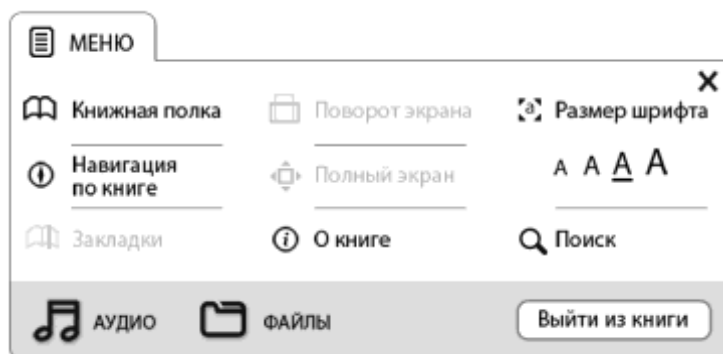 МЕНЮ
Книжная полка
Поворот экрана
Размер шрифта
Навигация
по книге
Полный экран
А А А А
Закладки
О книге
Поиск
АУДИО
ФАЙЛЫ
Выйти из книги